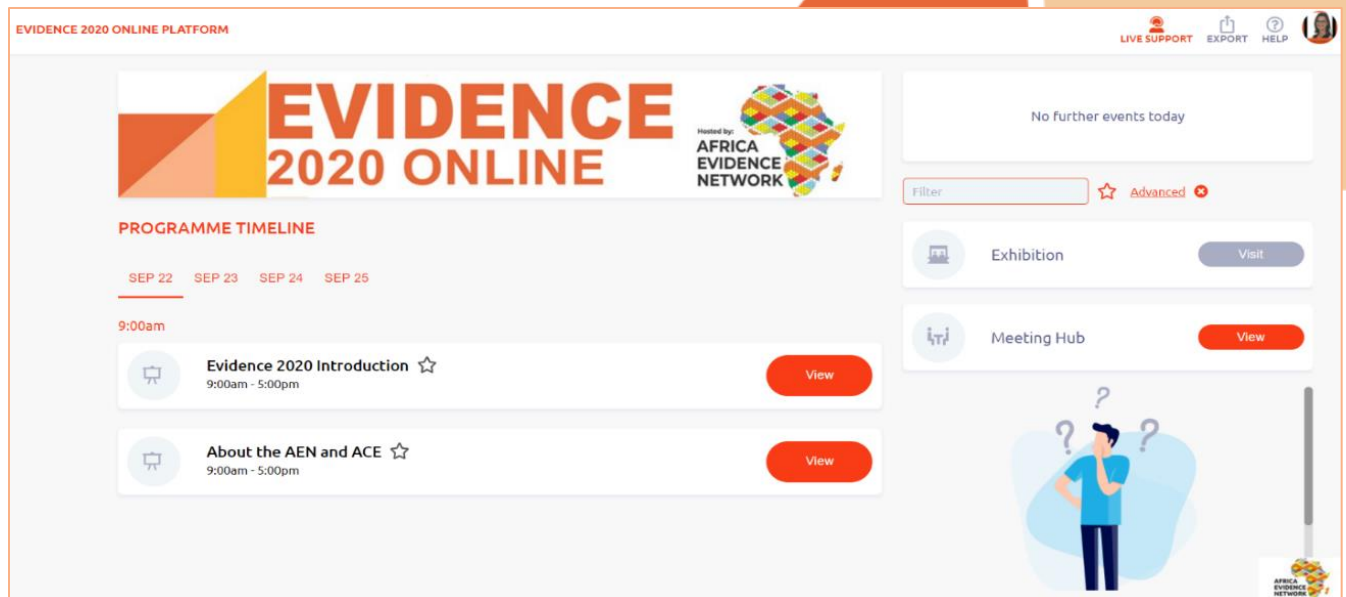 EVIDENCE 2020 ONLINE PLATFORM
LIVE SUPPORT
EXPORT
HELP
EVIDENCE
2020 ONLINE
Hosted by:
AFRICA
EVIDENCE
NETWORK
No further events today
Filter
Advanced
PROGRAMME TIMELINE
SEP 22 SEP 23 SEP 24 SEP 25
Exhibition
Visit
9:00am
Meeting Hub
View
Evidence 2020 Introduction
9:00am - 5:00pm
View
About the AEN and ACE
9:00am - 5:00pm
View
? ? ?
AFRICA
EVIDENCE
NETWORK